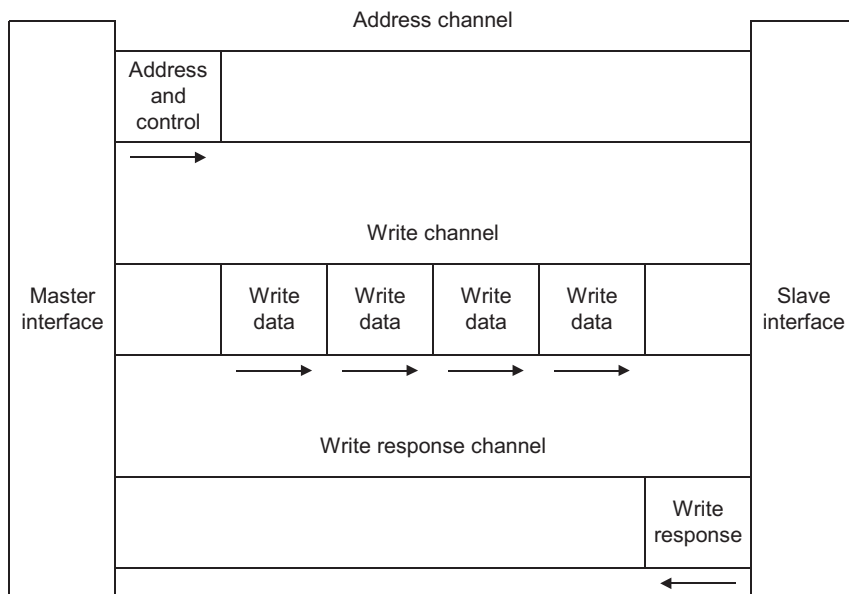 Address channel
Address
and
control
Write channel
Master
interface
Write
data
Write
data
Write
data
Write
data
Slave
interface
Write response channel
Write
response